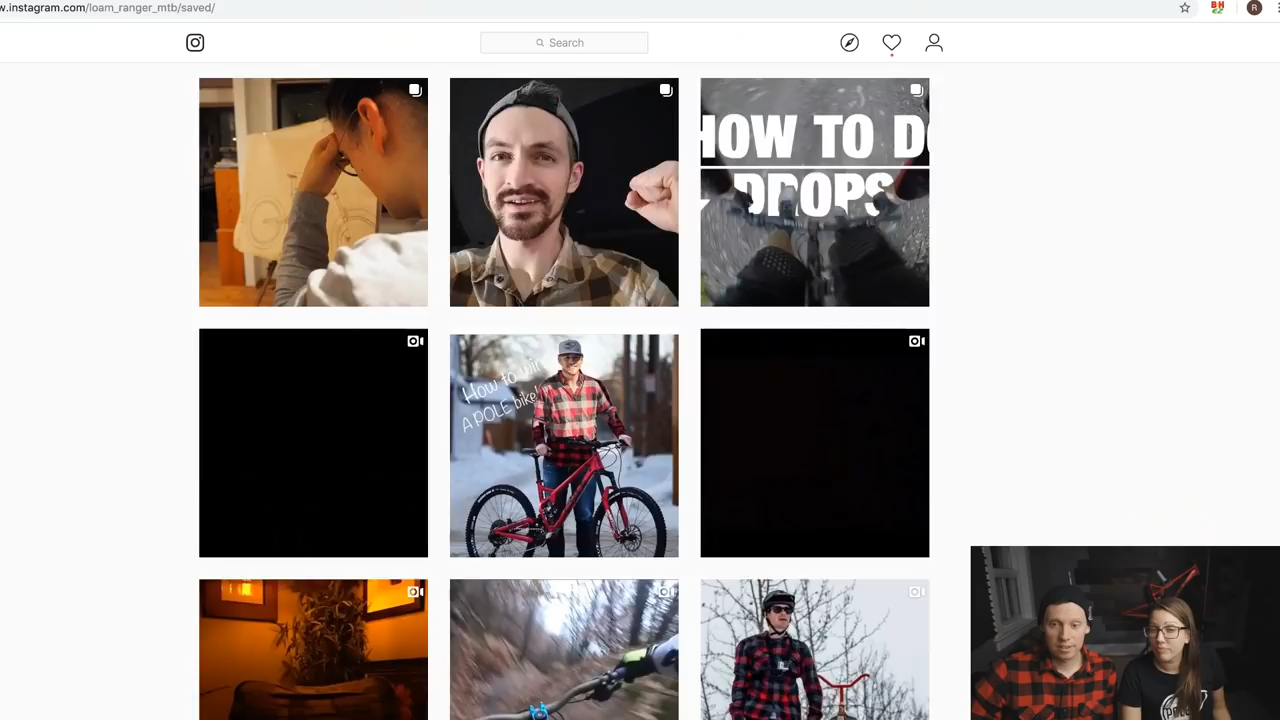 w.instagram.com/loam_ranger_mtb/saved/
R
Search
HOW TO D
DROPS
How to win
A POLE bike!